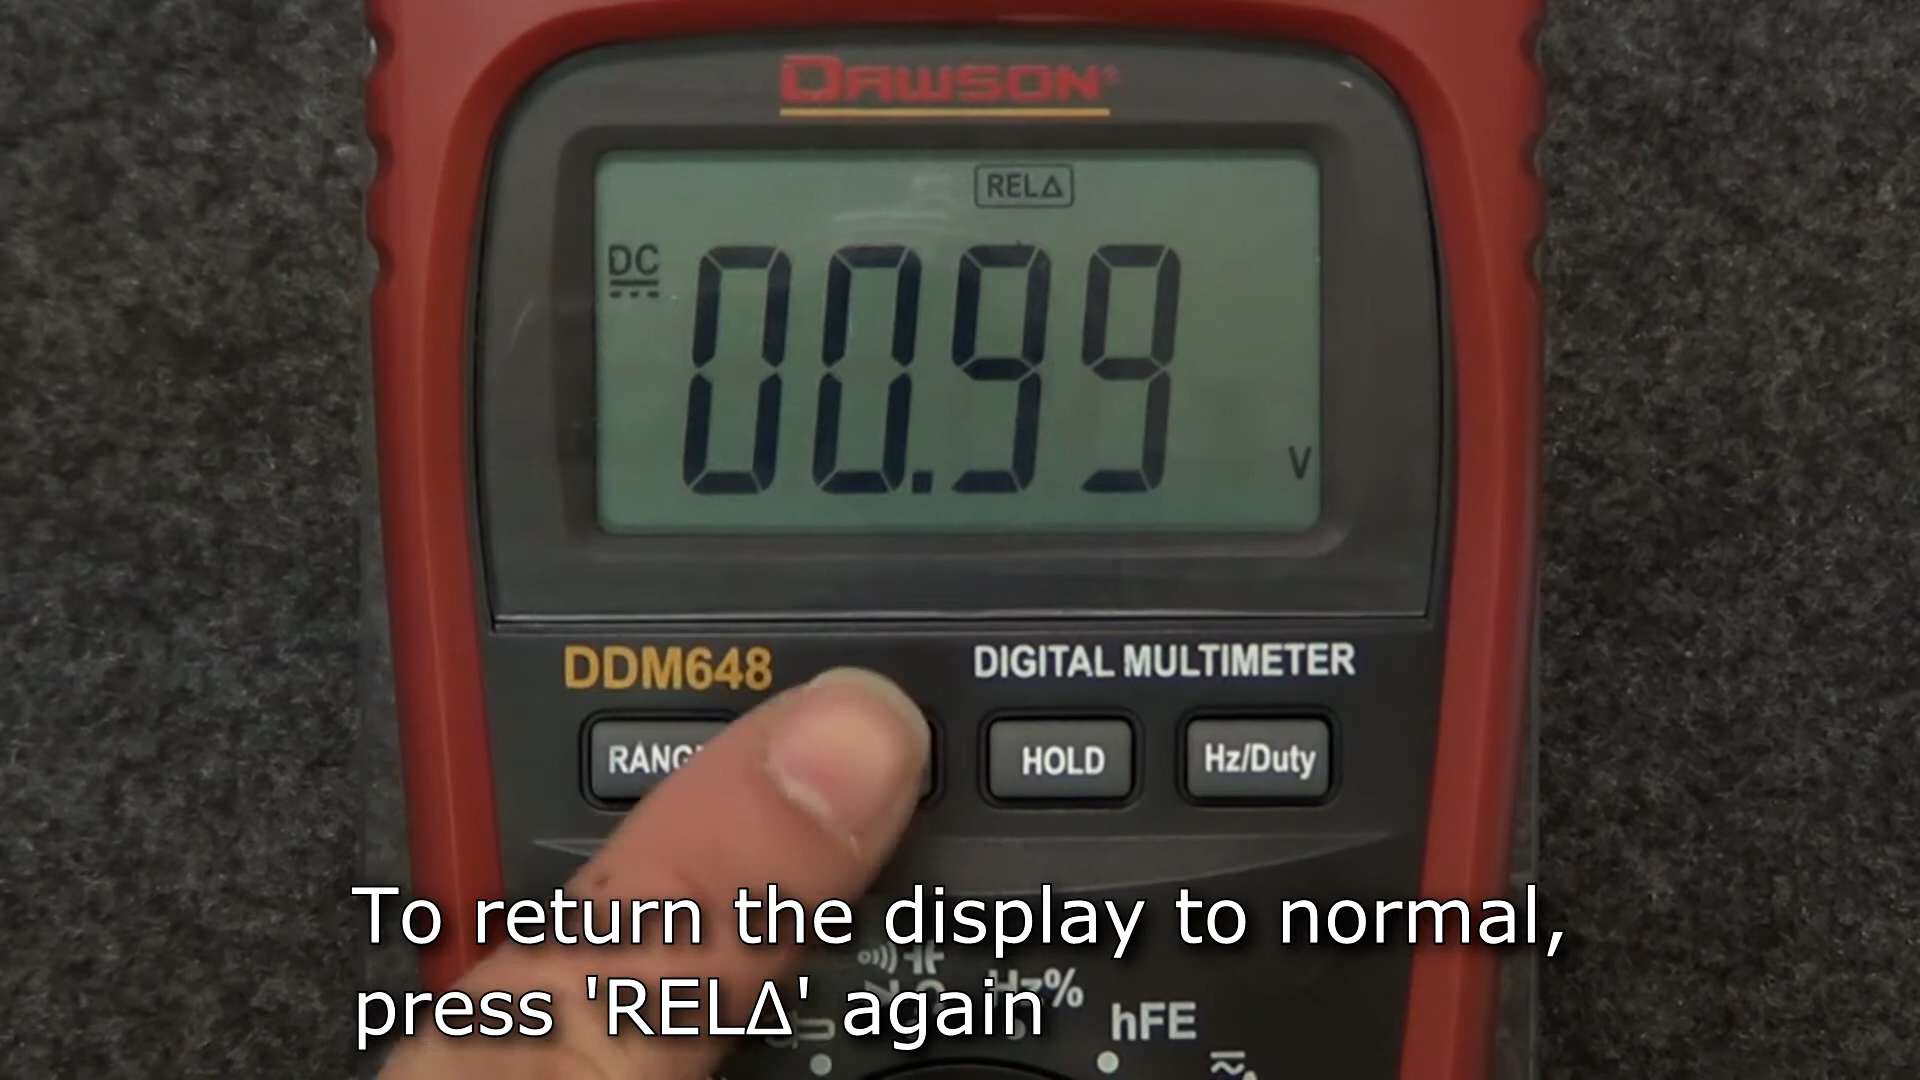 DAWSON®
RELΔ
DC
00.99
V
DDM648
DIGITAL MULTIMETER
HOLD
Hz/Duty
To return the display to normal,
press 'RELΔ' again
Hz%
hFE